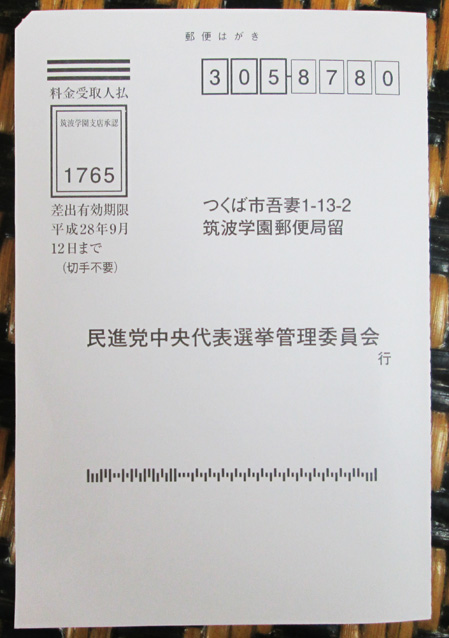 郵便はがき
305-8780
料金受取人払
筑波学園支店承認
1765
差出有効期限
平成28年9月
12日まで
(切手不要)
つくば市吾妻1-13-2
筑波学園郵便局留
民進党中央代表選挙管理委員会
行